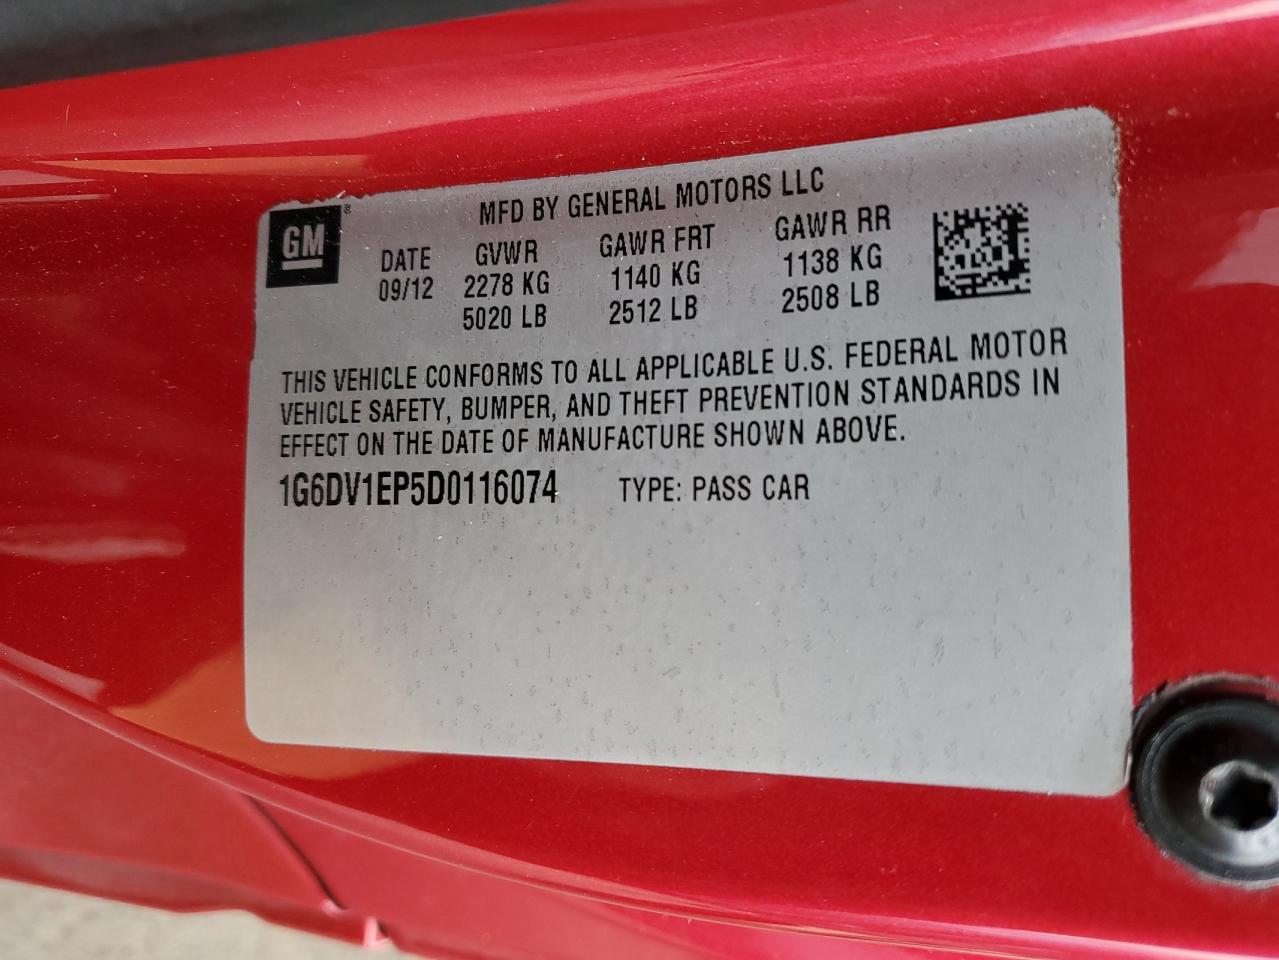 MFD BY GENERAL MOTORS LLC
GM®
DATE GVWR GAWR FRT GAWR RR
09/12 2278 KG 1140 KG 1138 KG
5020 LB 2512 LB 2508 LB
THIS VEHICLE CONFORMS TO ALL APPLICABLE U.S. FEDERAL MOTOR
VEHICLE SAFETY, BUMPER, AND THEFT PREVENTION STANDARDS IN
EFFECT ON THE DATE OF MANUFACTURE SHOWN ABOVE.
1G6DV1EP5D0116074 TYPE: PASS CAR